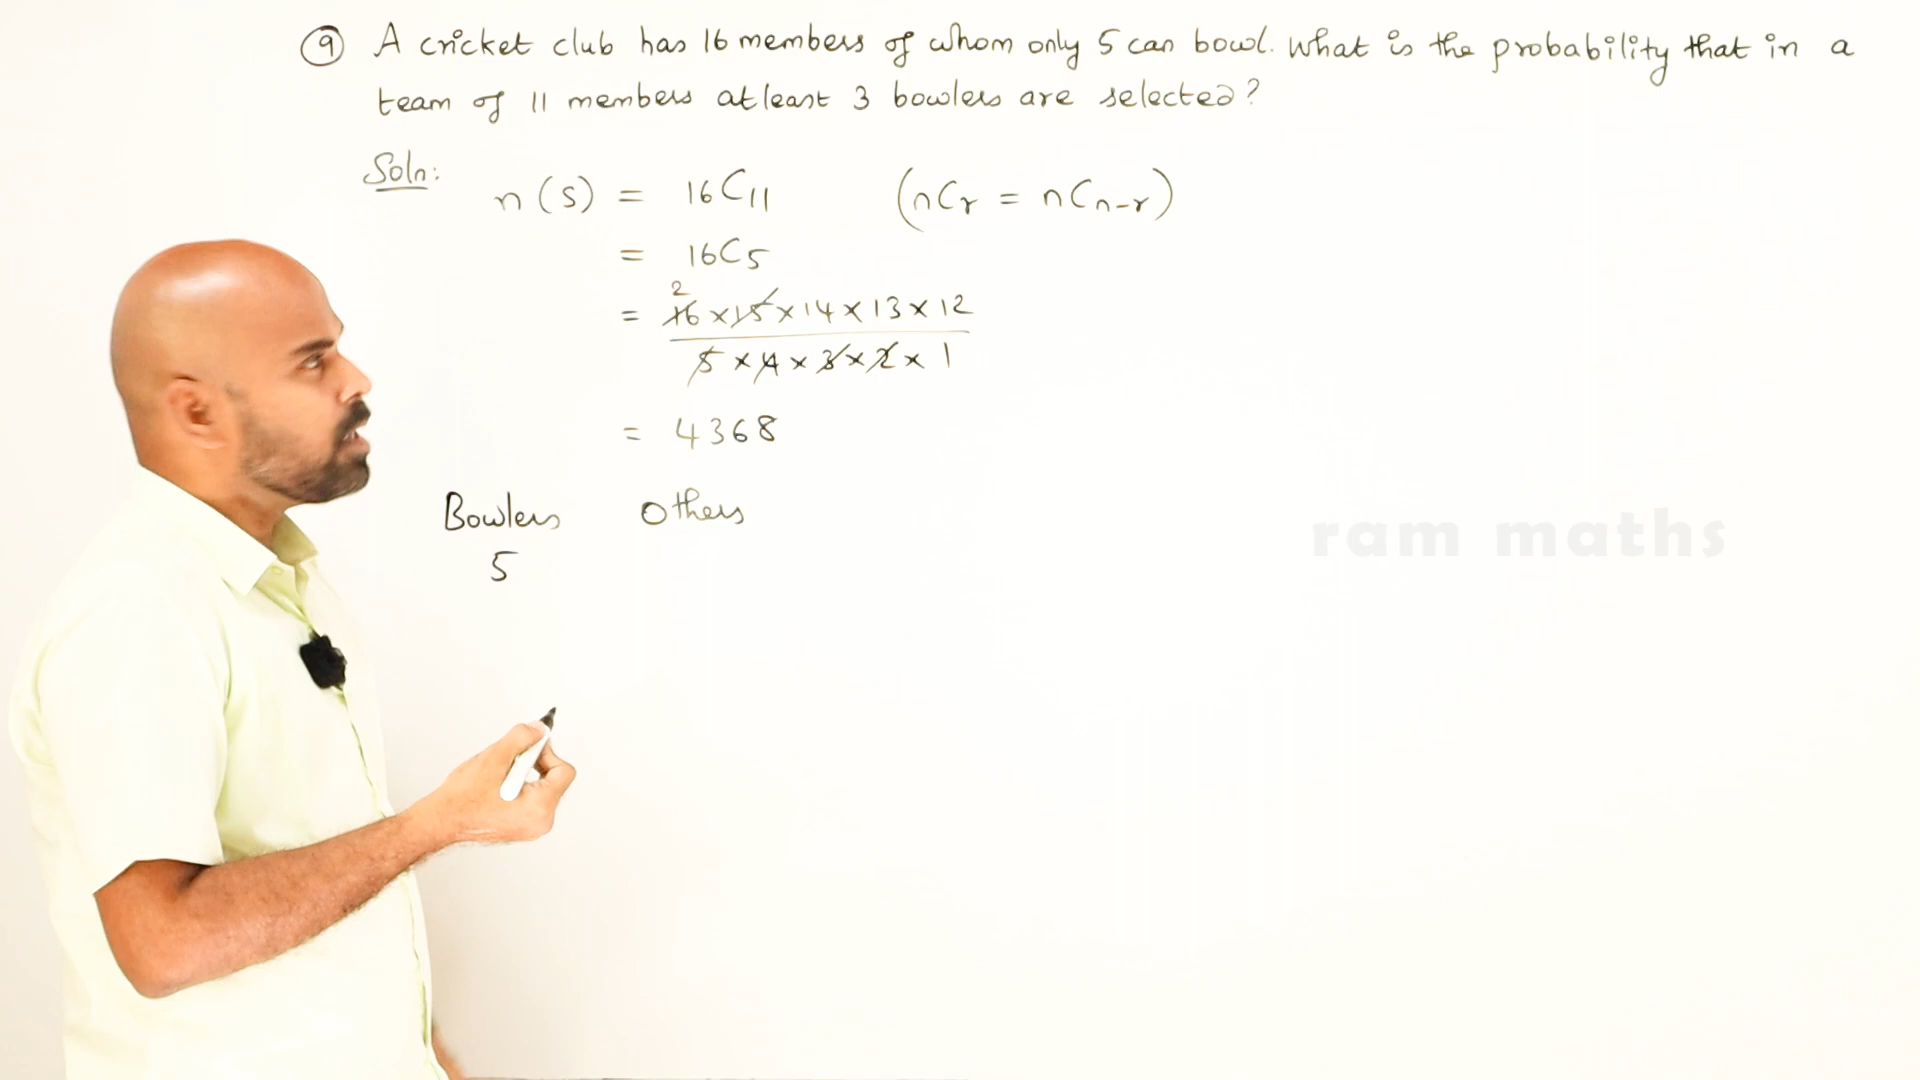 9 A cricket club has 16 members of whom only 5 can bowl. What is the probability that in a
team of 11 members atleast 3 bowlers are selected?
Soln:
n(s) = 16C11 (nCr = nCn-r)
= 16C5
2
= 16 × 15 × 14 × 13 × 12
5 × 4 × 3 × 2 × 1
= 4368
Bowlers Others
5
ram maths